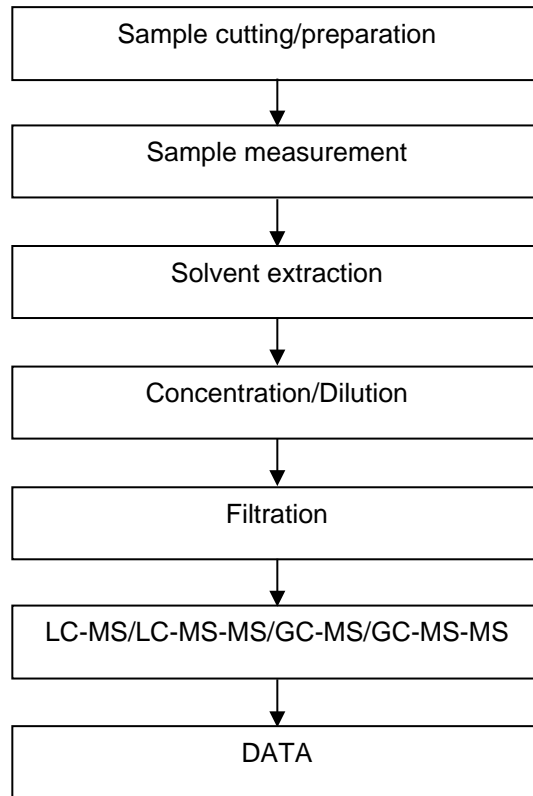 Sample cutting/preparation
Sample measurement
Solvent extraction
Concentration/Dilution
Filtration
LC-MS/LC-MS-MS/GC-MS/GC-MS-MS
DATA